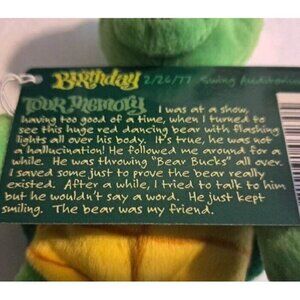 Birthday 2/26/77 Swing Auditorium
Tour Memory I was at a show,
having too good of a time, when I turned to
see this huge red dancing bear with flashing
lights all over his body. It's true, he was not
a hallucination! He followed me around for a
while. He was throwing "Bear Bucks" all over.
I saved some just to prove the bear really
existed. After a while, I tried to talk to him
but he wouldn't say a word. He just kept
smiling. The bear was my friend.